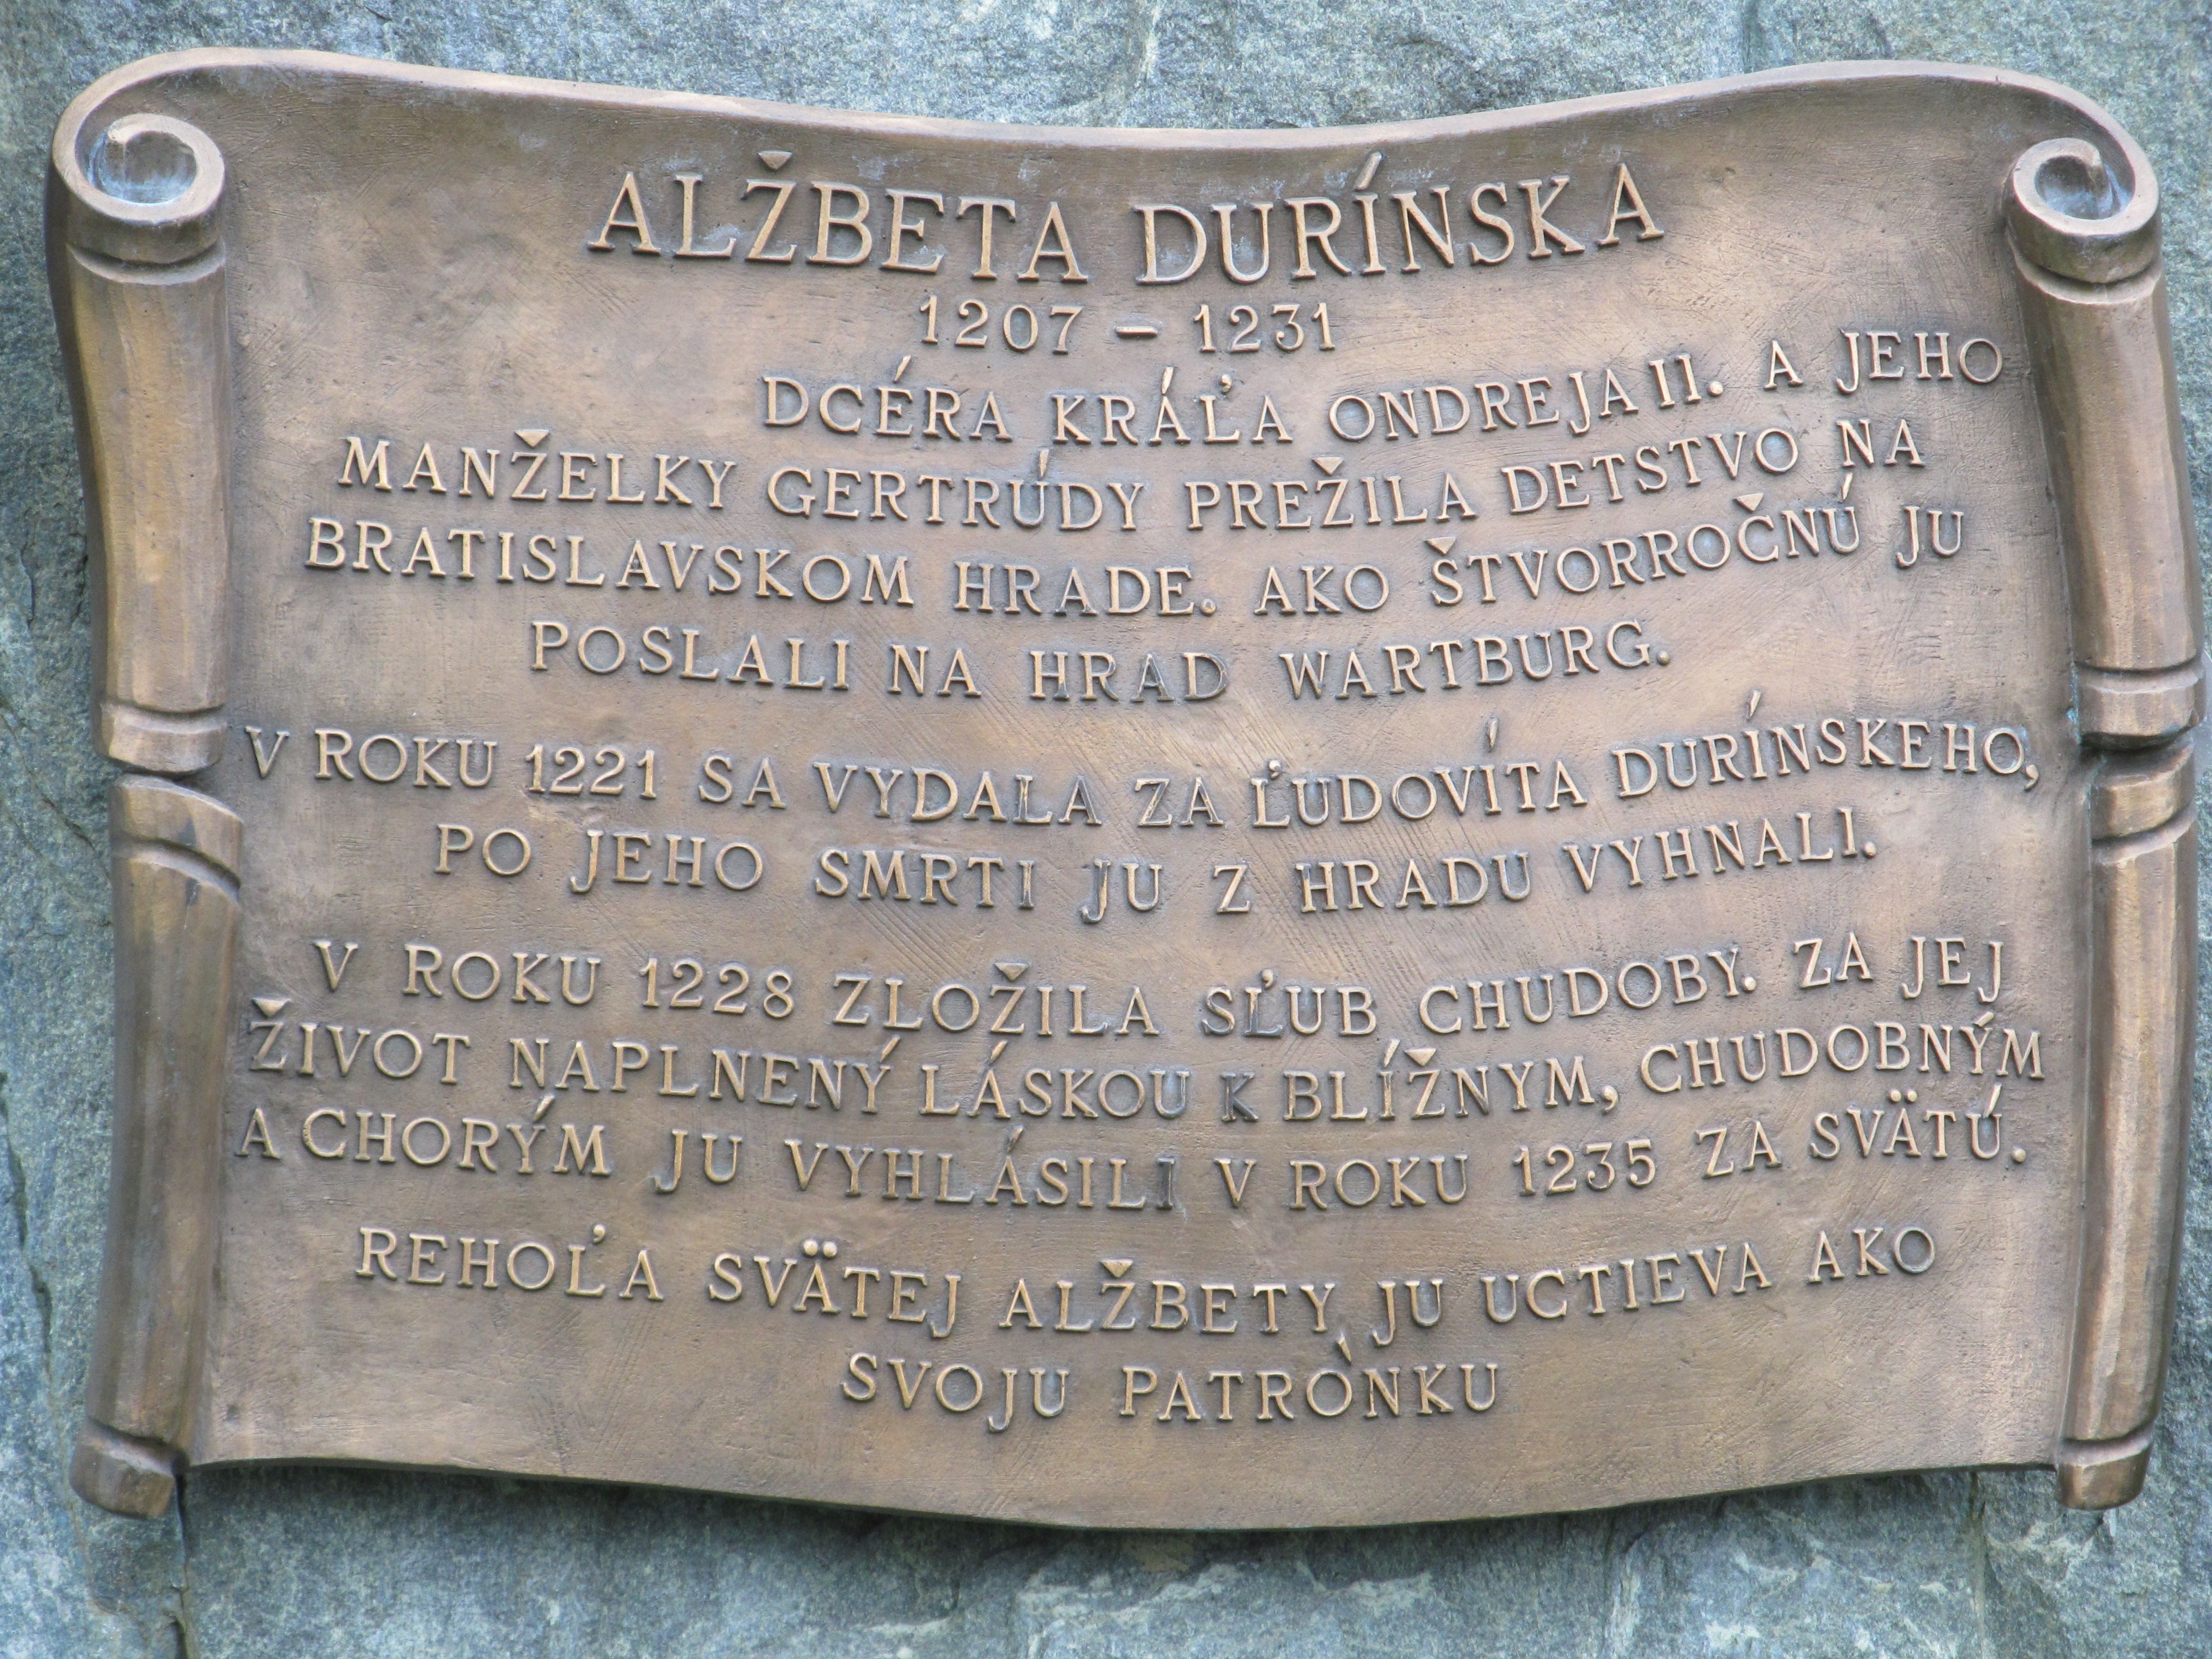 ALŽBETA DURÍNSKA
1207 – 1231
DCÉRA KRÁĽA ONDREJA II. A JEHO
MANŽELKY GERTRÚDY PREŽILA DETSTVO NA
BRATISLAVSKOM HRADE. AKO ŠTVORROČNÚ JU
POSLALI NA HRAD WARTBURG.
V ROKU 1221 SA VYDALA ZA ĽUDOVÍTA DURÍNSKEHO,
PO JEHO SMRTI JU Z HRADU VYHNALI.
V ROKU 1228 ZLOŽILA SĽUB CHUDOBY. ZA JEJ
ŽIVOT NAPLNENÝ LÁSKOU K BLÍŽNYM, CHUDOBNÝM
A CHORÝM JU VYHLÁSILI V ROKU 1235 ZA SVÄTÚ.
REHOĽA SVÄTEJ ALŽBETY JU UCTIEVA AKO
SVOJU PATRÒNKU